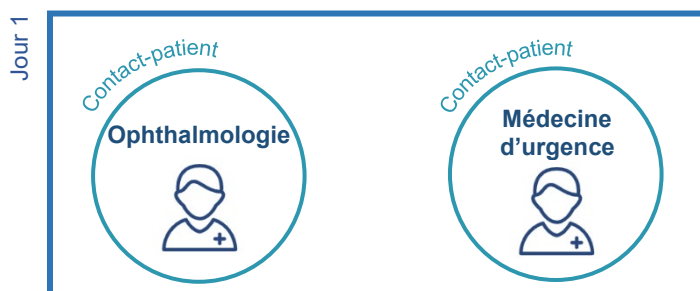 Jour 1
Contact-patient
Ophthalmologie
Contact-patient
Médecine
d’urgence